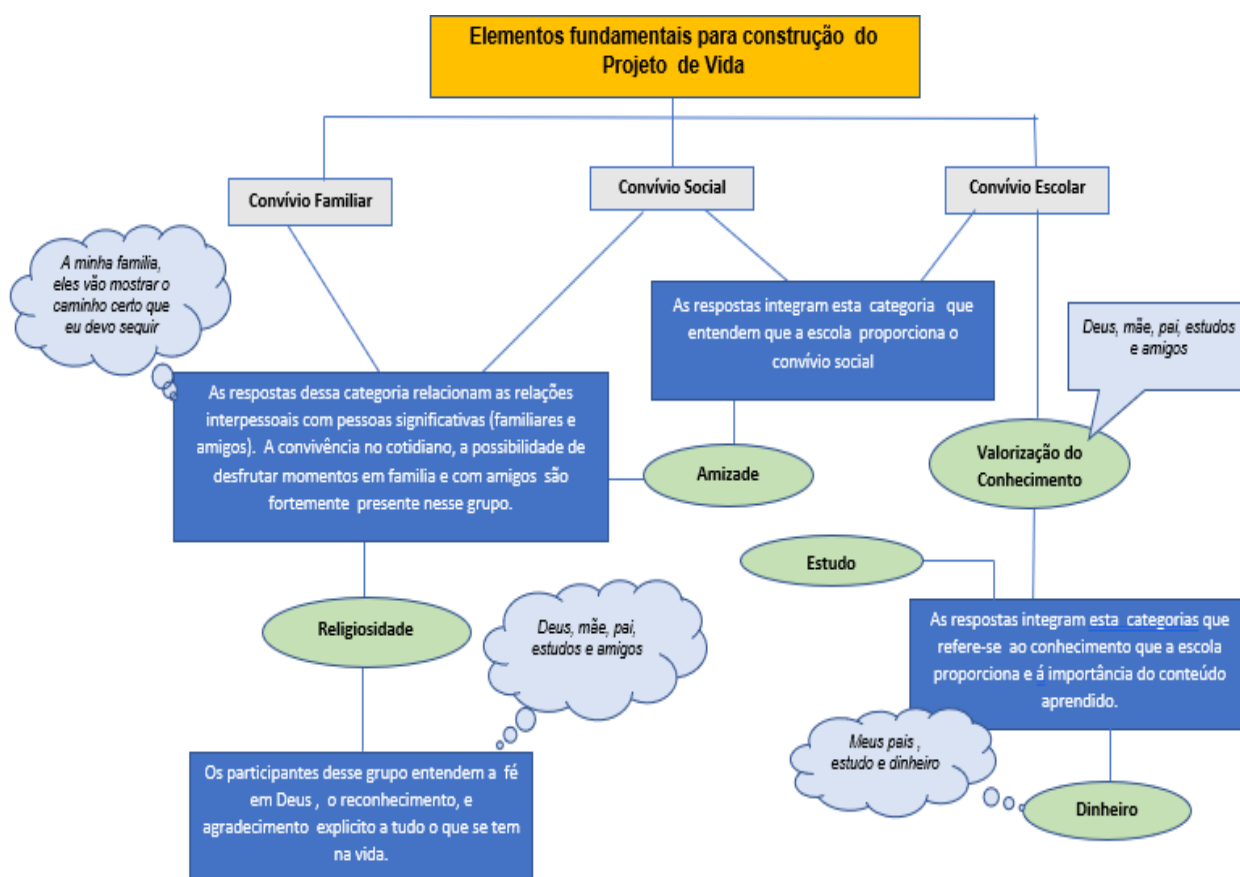 Elementos fundamentais para construção do
Projeto de Vida
Convívio Familiar
Convívio Social
Convívio Escolar
A minha familia,
eles vão mostrar o
caminho certo que
eu devo sequir
As respostas integram esta categoria que
entendem que a escola proporciona o
convívio social
Deus, mãe, pai, estudos
e amigos
As respostas dessa categoria relacionam as relações
interpessoais com pessoas significativas (familiares e
amigos). A convivência no cotidiano, a possibilidade de
desfrutar momentos em familia e com amigos são
fortemente presente nesse grupo.
Amizade
Valorização do
Conhecimento
Estudo
Religiosidade
Deus, mãe, pai,
estudos e amigos
As respostas integram esta categorias que
refere-se ao conhecimento que a escola
proporciona e á importância do conteúdo
aprendido.
Meus pais ,
estudo e dinheiro
Os participantes desse grupo entendem a fé
em Deus , o reconhecimento, e
agradecimento explicito a tudo o que se tem
na vida.
Dinheiro